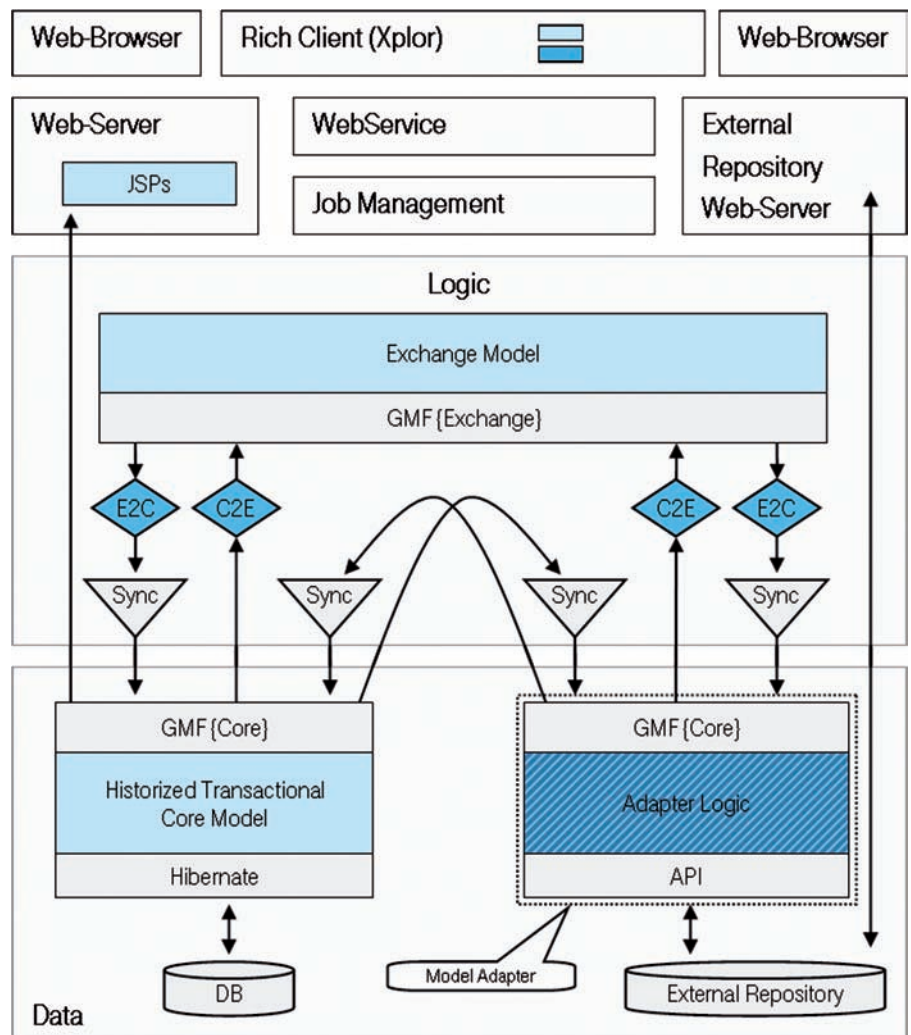 Web-Browser
Rich Client (Xplor)
Web-Browser
Web-Server
JSPs
WebService
Job Management
External
Repository
Web-Server
Logic
Exchange Model
GMF{Exchange}
E2C
C2E
C2E
E2C
Sync
Sync
Sync
Sync
GMF{Core}
Historized Transactional
Core Model
Hibernate
GMF{Core}
Adapter Logic
API
Model Adapter
DB
External Repository
Data